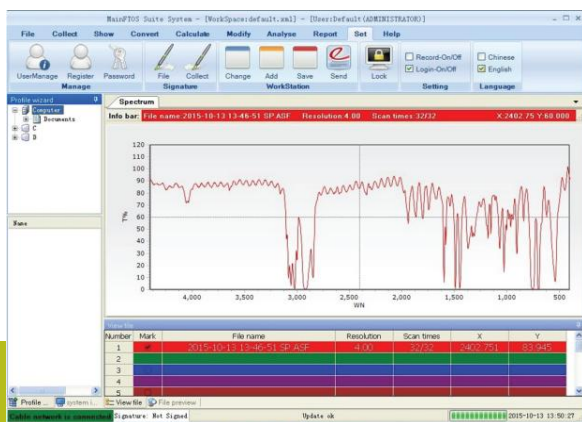 MainFTOS Suite System - [WorkSpace:default.xml] - [User:Default(ADMINISTRATOR)]
File Collect Show Convert Calculate Modify Analyse Report Set Help
UserManage Register Password File Collect Change Add Save Send Lock
Record-On/Off
Login-On/Off
Chinese
English
Manage Signature WorkStation Setting Language
Profile wizard
Computer
Documents
C
D
Name
Spectrum
Info bar: File name 2015-10-13 13-46-51 SP.ASF Resolution 4.00 Scan times 32/32 X:2402.75 Y:60.000
120
110
100
90
80
70
60
50
40
30
20
10
0
T%
4,000 3,500 3,000 2,500 2,000 1,500 1,000 500
WN
View file
Number Mark File name Resolution Scan times X Y
1 2015-10-13 13-46-51 SP.ASF 4.00 32/32 2402.751 83.945
2
3
4
5
Profile ... system i... View file File preview
Cable network is connected Signature: Not Signed Update ok 2015-10-13 13:50:27